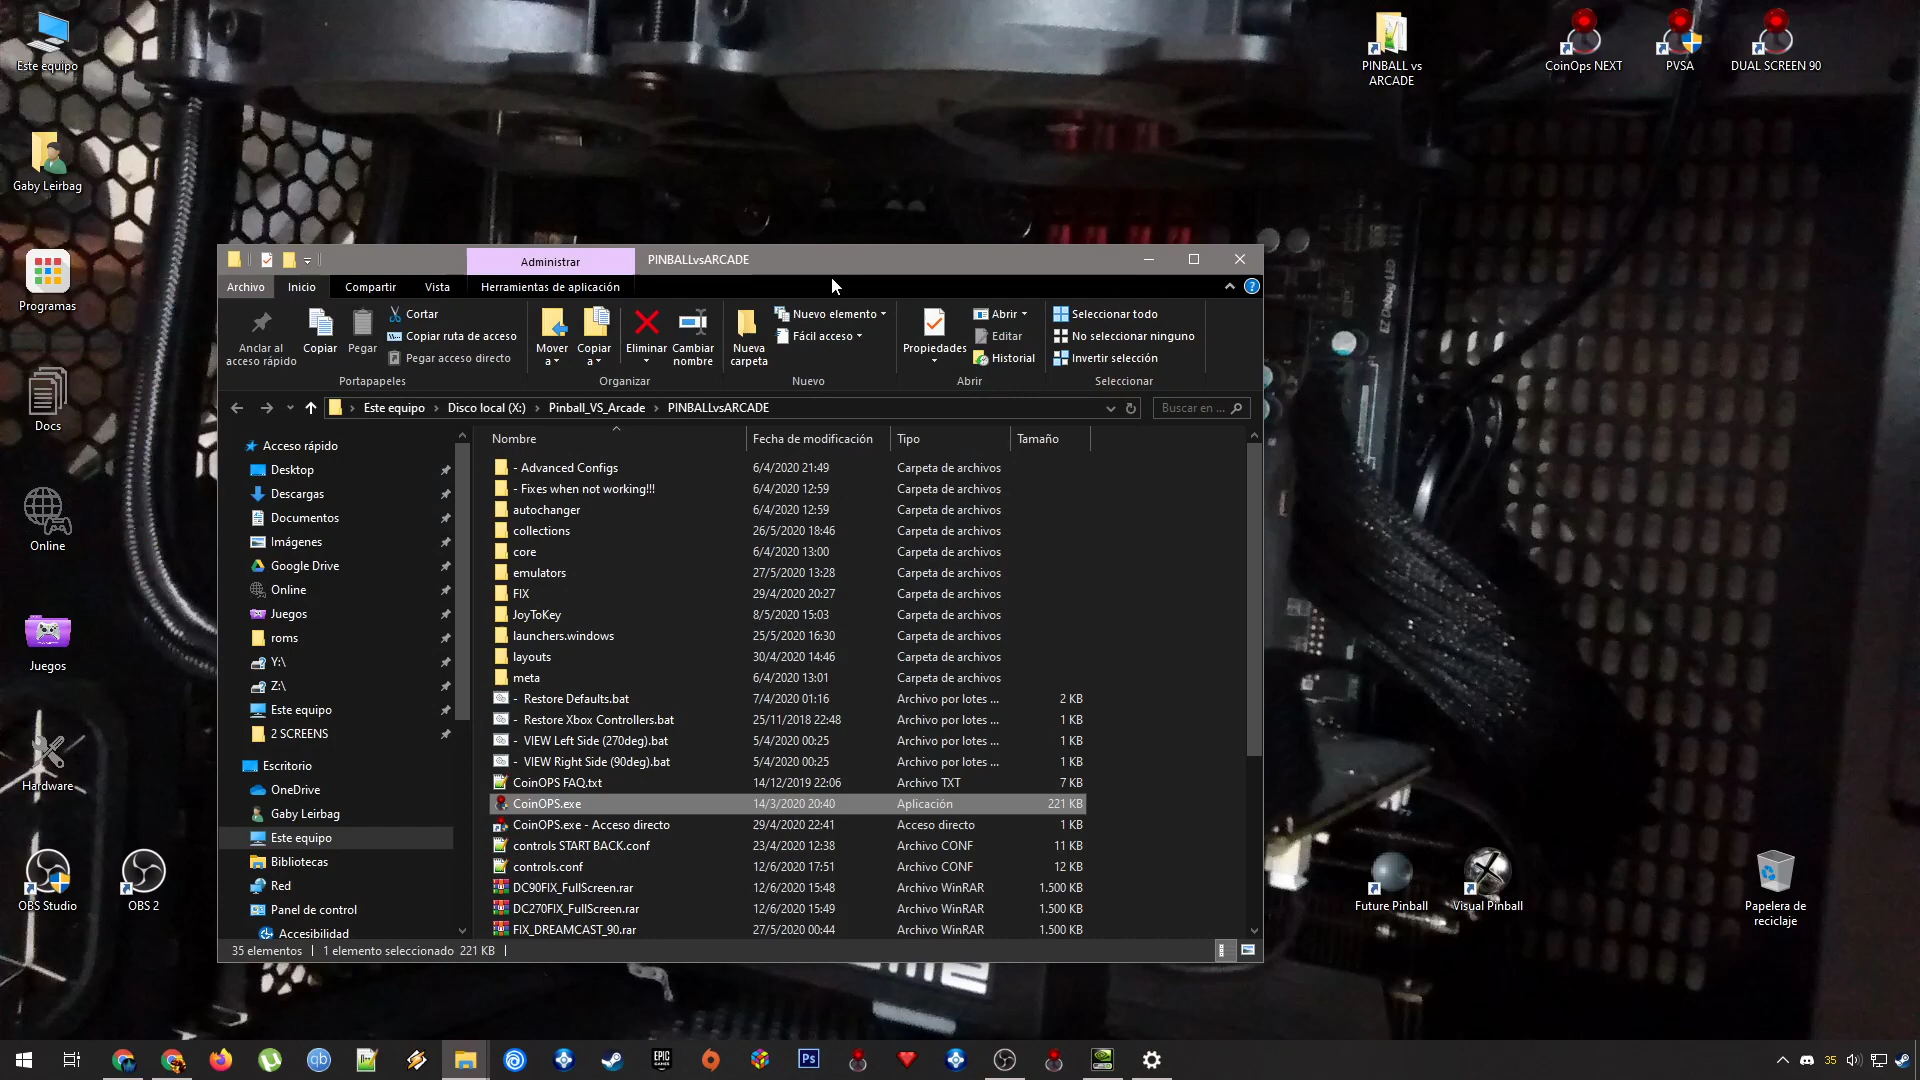 Este equipo
Gaby Leirbag
Programas
Docs
Online
Juegos
Hardware
OBS Studio
OBS 2
PINBALL vs
ARCADE
CoinOps NEXT
PVSA
DUAL SCREEN 90
Future Pinball
Visual Pinball
Papelera de
reciclaje
EZ Debug LED
Administrar
PINBALLvsARCADE
Archivo
Inicio
Compartir
Vista
Herramientas de aplicación
Anclar al
acceso rápido
Copiar
Pegar
Cortar
Copiar ruta de acceso
Pegar acceso directo
Portapapeles
Mover
a
Copiar
a
Eliminar
Cambiar
nombre
Organizar
Nueva
carpeta
Nuevo elemento
Fácil acceso
Nuevo
Propiedades
Abrir
Editar
Historial
Abrir
Seleccionar todo
No seleccionar ninguno
Invertir selección
Seleccionar
Este equipo > Disco local (X:) > Pinball_VS_Arcade > PINBALLvsARCADE
Buscar en ...
Acceso rápido
Desktop
Descargas
Documentos
Imágenes
Google Drive
Online
Juegos
roms
Y:\
Z:\
Este equipo
2 SCREENS
Escritorio
OneDrive
Gaby Leirbag
Este equipo
Bibliotecas
Red
Panel de control
Accesibilidad
Nombre Fecha de modificación Tipo Tamaño
- Advanced Configs 6/4/2020 21:49 Carpeta de archivos
- Fixes when not working!!! 6/4/2020 12:59 Carpeta de archivos
autochanger 6/4/2020 12:59 Carpeta de archivos
collections 26/5/2020 18:46 Carpeta de archivos
core 6/4/2020 13:00 Carpeta de archivos
emulators 27/5/2020 13:28 Carpeta de archivos
FIX 29/4/2020 20:27 Carpeta de archivos
JoyToKey 8/5/2020 15:03 Carpeta de archivos
launchers.windows 25/5/2020 16:30 Carpeta de archivos
layouts 30/4/2020 14:46 Carpeta de archivos
meta 6/4/2020 13:01 Carpeta de archivos
- Restore Defaults.bat 7/4/2020 01:16 Archivo por lotes ... 2 KB
- Restore Xbox Controllers.bat 25/11/2018 22:48 Archivo por lotes ... 1 KB
- VIEW Left Side (270deg).bat 5/4/2020 00:25 Archivo por lotes ... 1 KB
- VIEW Right Side (90deg).bat 5/4/2020 00:25 Archivo por lotes ... 1 KB
CoinOPS FAQ.txt 14/12/2019 22:06 Archivo TXT 7 KB
CoinOPS.exe 14/3/2020 20:40 Aplicación 221 KB
CoinOPS.exe - Acceso directo 29/4/2020 22:41 Acceso directo 1 KB
controls START BACK.conf 23/4/2020 12:38 Archivo CONF 11 KB
controls.conf 12/6/2020 17:51 Archivo CONF 12 KB
DC90FIX_FullScreen.rar 12/6/2020 15:48 Archivo WinRAR 1.500 KB
DC270FIX_FullScreen.rar 12/6/2020 15:49 Archivo WinRAR 1.500 KB
FIX_DREAMCAST_90.rar 27/5/2020 00:44 Archivo WinRAR 1.500 KB
35 elementos | 1 elemento seleccionado 221 KB |
qb
EPIC
GAMES
Ps
35